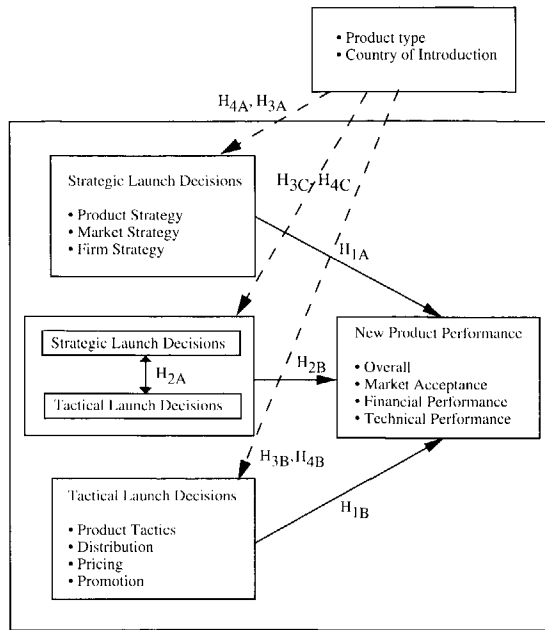 • Product type
• Country of Introduction
H4A, H3A
Strategic Launch Decisions
• Product Strategy
• Market Strategy
• Firm Strategy
H3C, H4C
H1A
Strategic Launch Decisions
H2A
Tactical Launch Decisions
H2B
New Product Performance
• Overall
• Market Acceptance
• Financial Performance
• Technical Performance
H3B, H4B
Tactical Launch Decisions
• Product Tactics
• Distribution
• Pricing
• Promotion
H1B